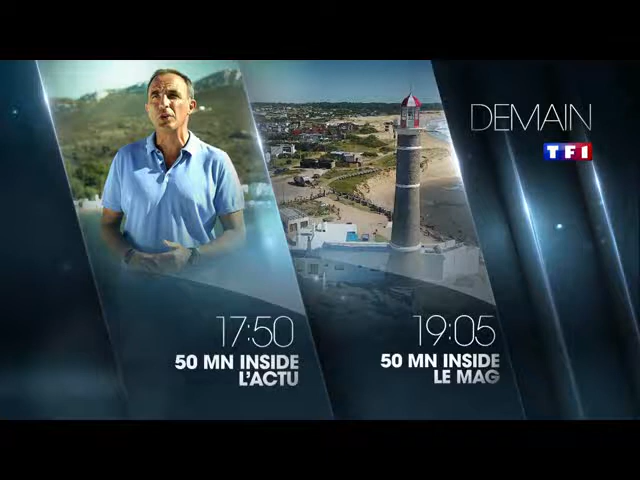 DEMAIN
TF1
17:50
50 MN INSIDE
L'ACTU
19:05
50 MN INSIDE
LE MAG